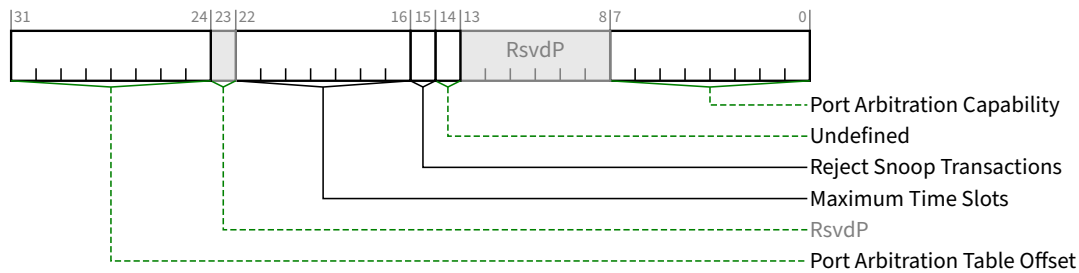 31 24 23 22 16 15 14 13 8 7 0
RsvdP
Port Arbitration Capability
Undefined
Reject Snoop Transactions
Maximum Time Slots
RsvdP
Port Arbitration Table Offset